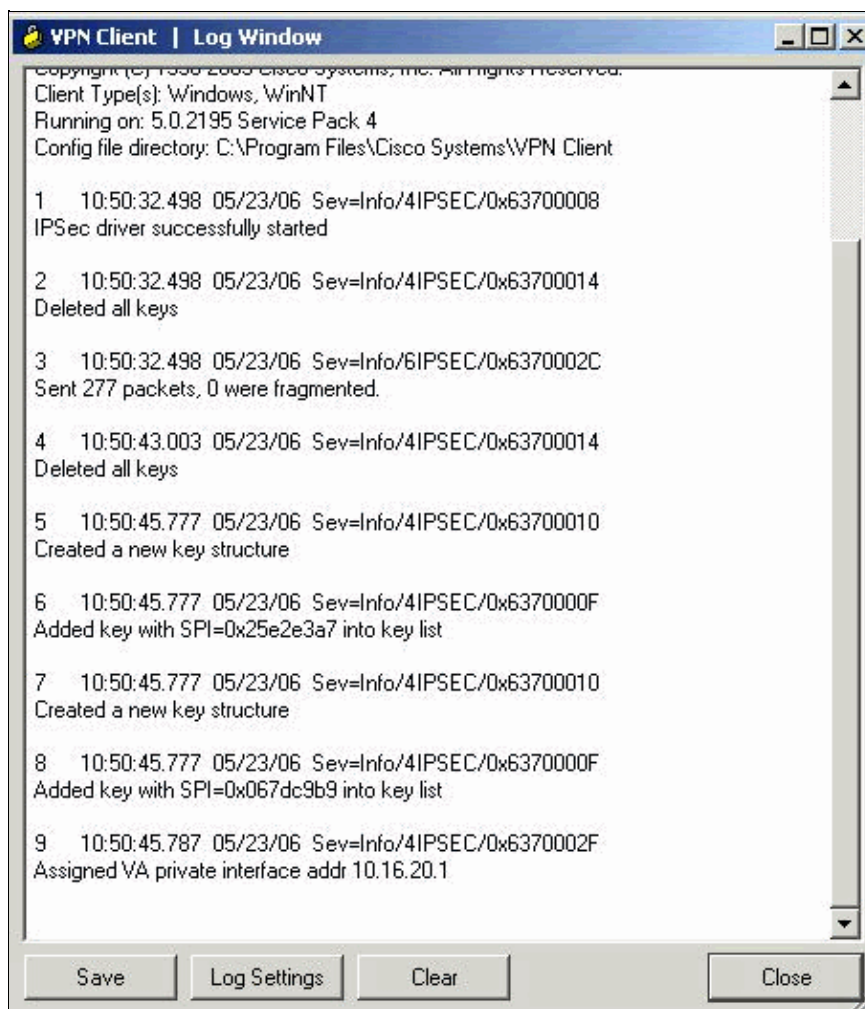 VPN Client | Log Window
Copyright (C) 1998-2005 Cisco Systems, Inc. All Rights Reserved.
Client Type(s): Windows, WinNT
Running on: 5.0.2195 Service Pack 4
Config file directory: C:\Program Files\Cisco Systems\VPN Client
1 10:50:32.498 05/23/06 Sev=Info/4IPSEC/0x63700008
IPSec driver successfully started
2 10:50:32.498 05/23/06 Sev=Info/4IPSEC/0x63700014
Deleted all keys
3 10:50:32.498 05/23/06 Sev=Info/6IPSEC/0x6370002C
Sent 277 packets, 0 were fragmented.
4 10:50:43.003 05/23/06 Sev=Info/4IPSEC/0x63700014
Deleted all keys
5 10:50:45.777 05/23/06 Sev=Info/4IPSEC/0x63700010
Created a new key structure
6 10:50:45.777 05/23/06 Sev=Info/4IPSEC/0x6370000F
Added key with SPI=0x25e2e3a7 into key list
7 10:50:45.777 05/23/06 Sev=Info/4IPSEC/0x63700010
Created a new key structure
8 10:50:45.777 05/23/06 Sev=Info/4IPSEC/0x6370000F
Added key with SPI=0x067dc9b9 into key list
9 10:50:45.787 05/23/06 Sev=Info/4IPSEC/0x6370002F
Assigned VA private interface addr 10.16.20.1
Save Log Settings Clear Close